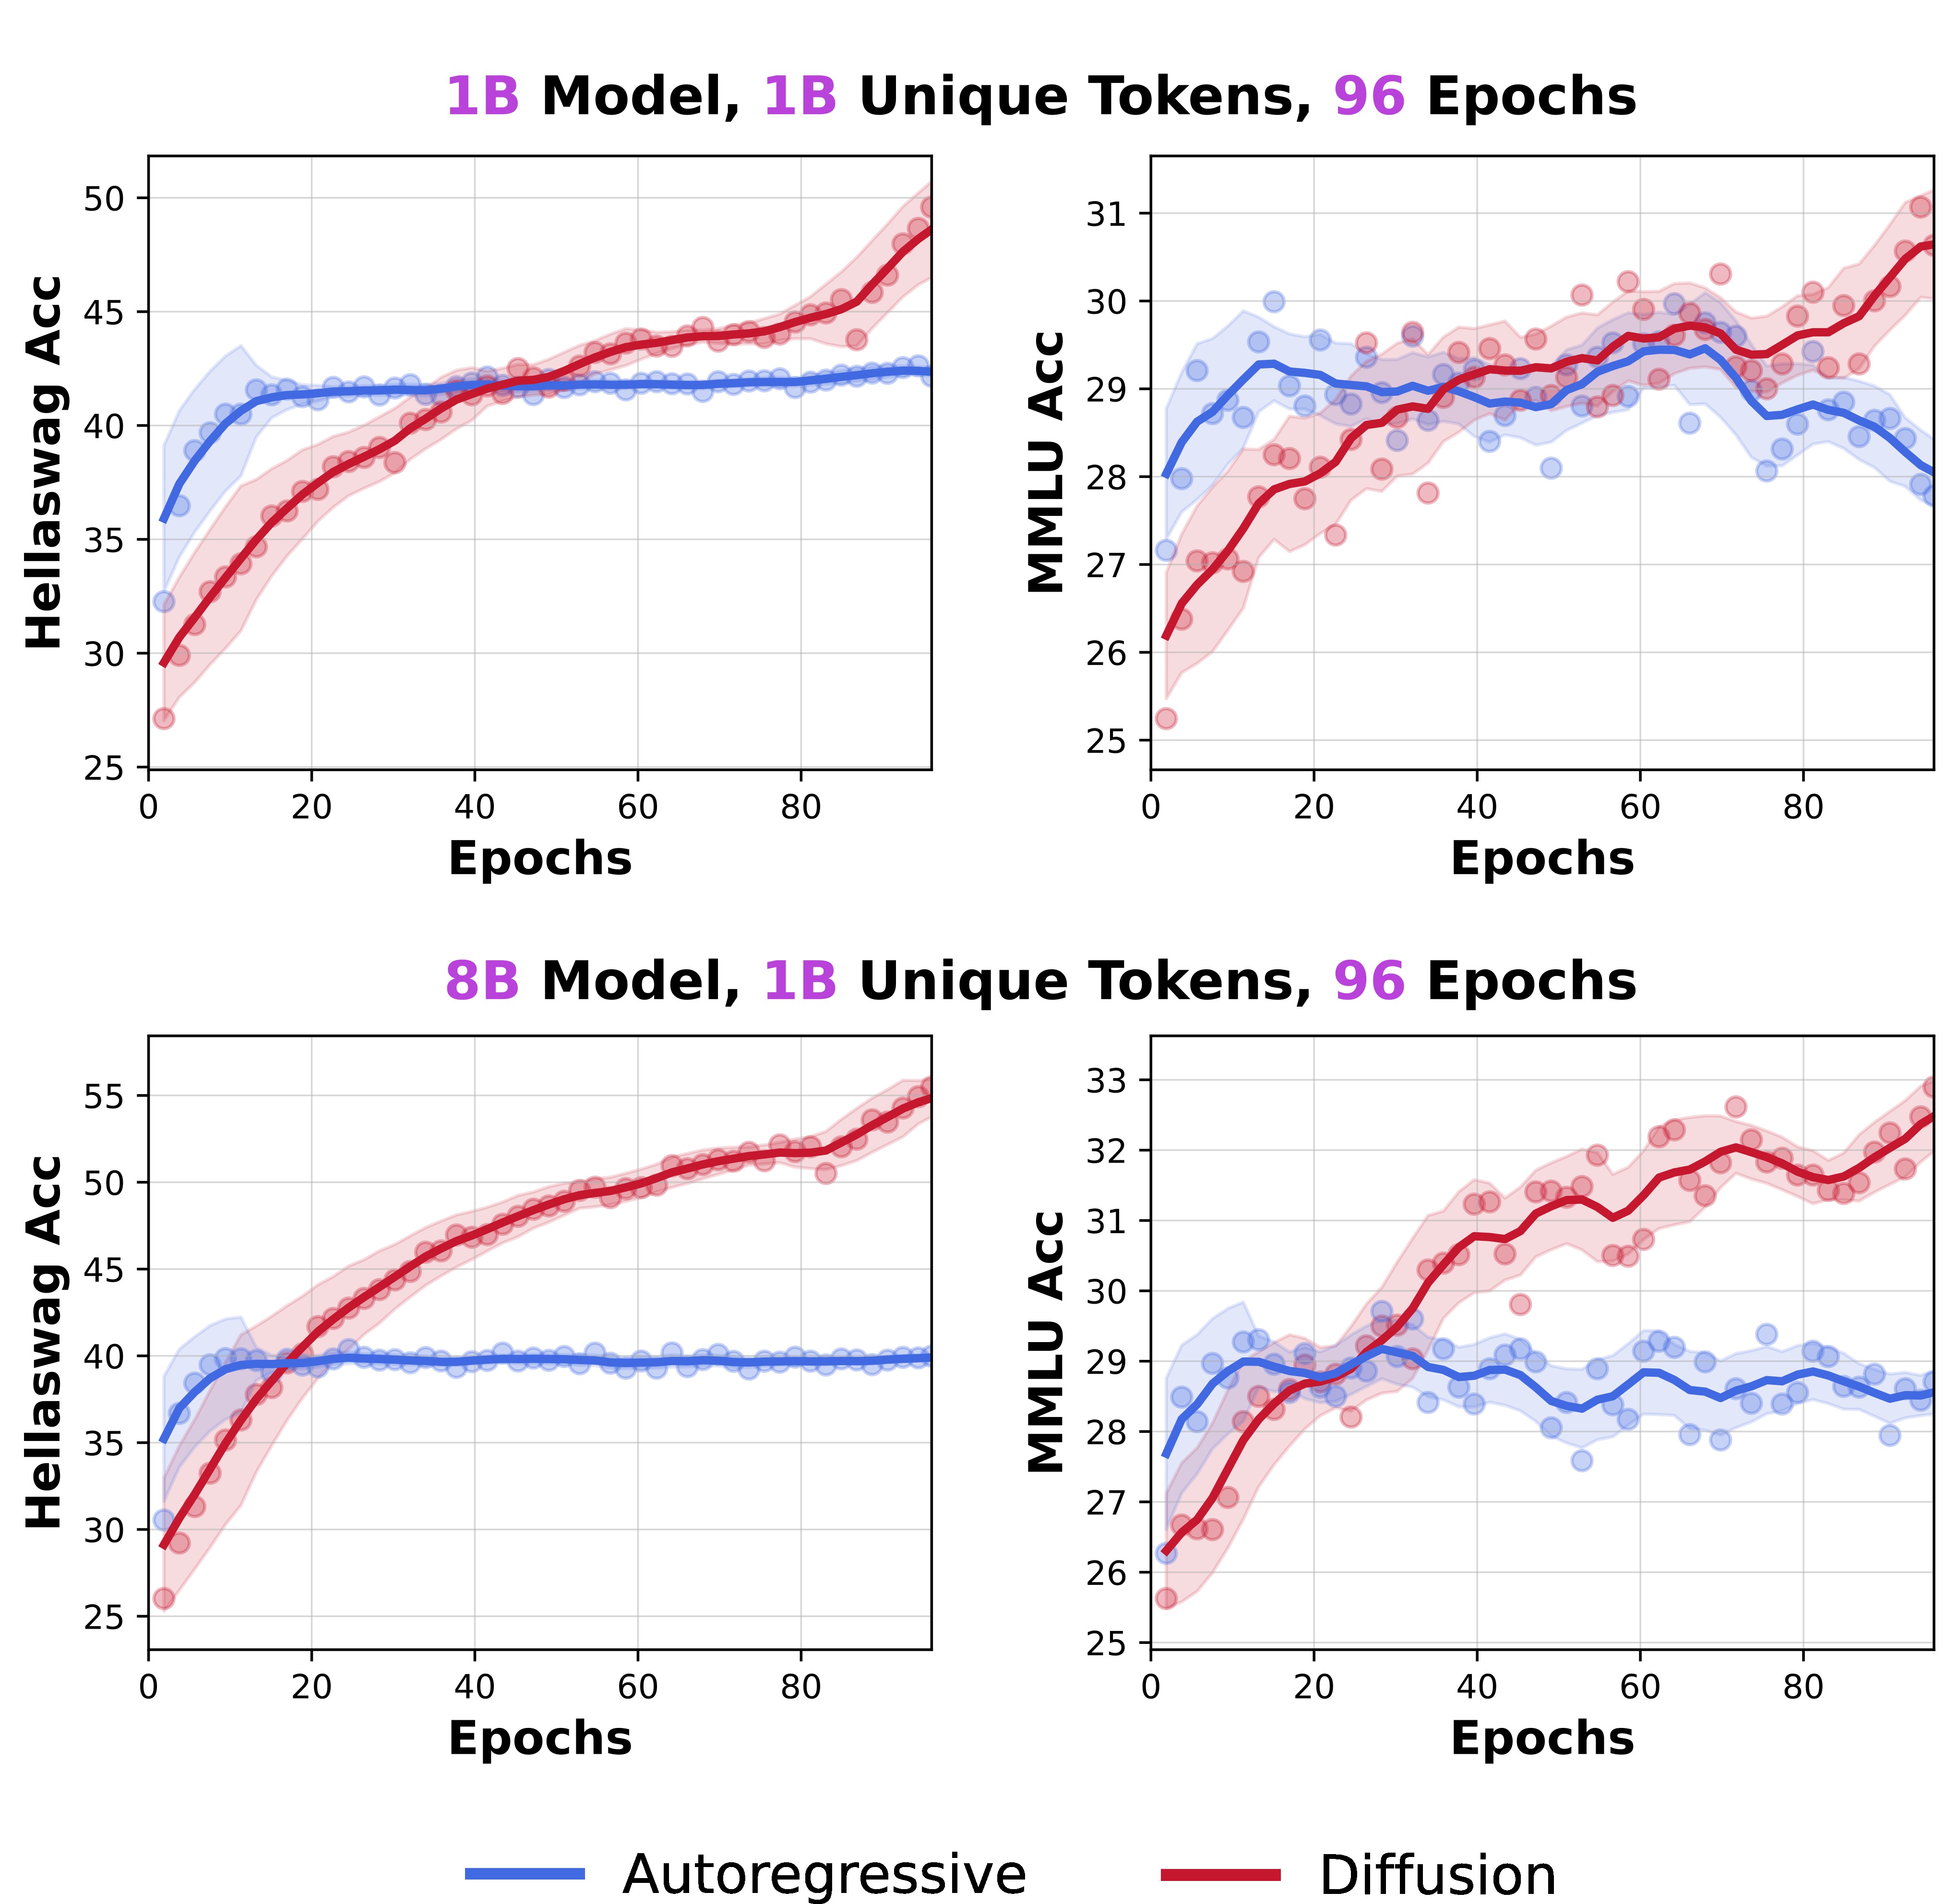 1B Model, 1B Unique Tokens, 96 Epochs
Hellaswag Acc
50
45
40
35
30
25
0 20 40 60 80
Epochs
MMLU Acc
31
30
29
28
27
26
25
0 20 40 60 80
Epochs
8B Model, 1B Unique Tokens, 96 Epochs
Hellaswag Acc
55
50
45
40
35
30
25
0 20 40 60 80
Epochs
MMLU Acc
33
32
31
30
29
28
27
26
25
0 20 40 60 80
Epochs
Autoregressive Diffusion